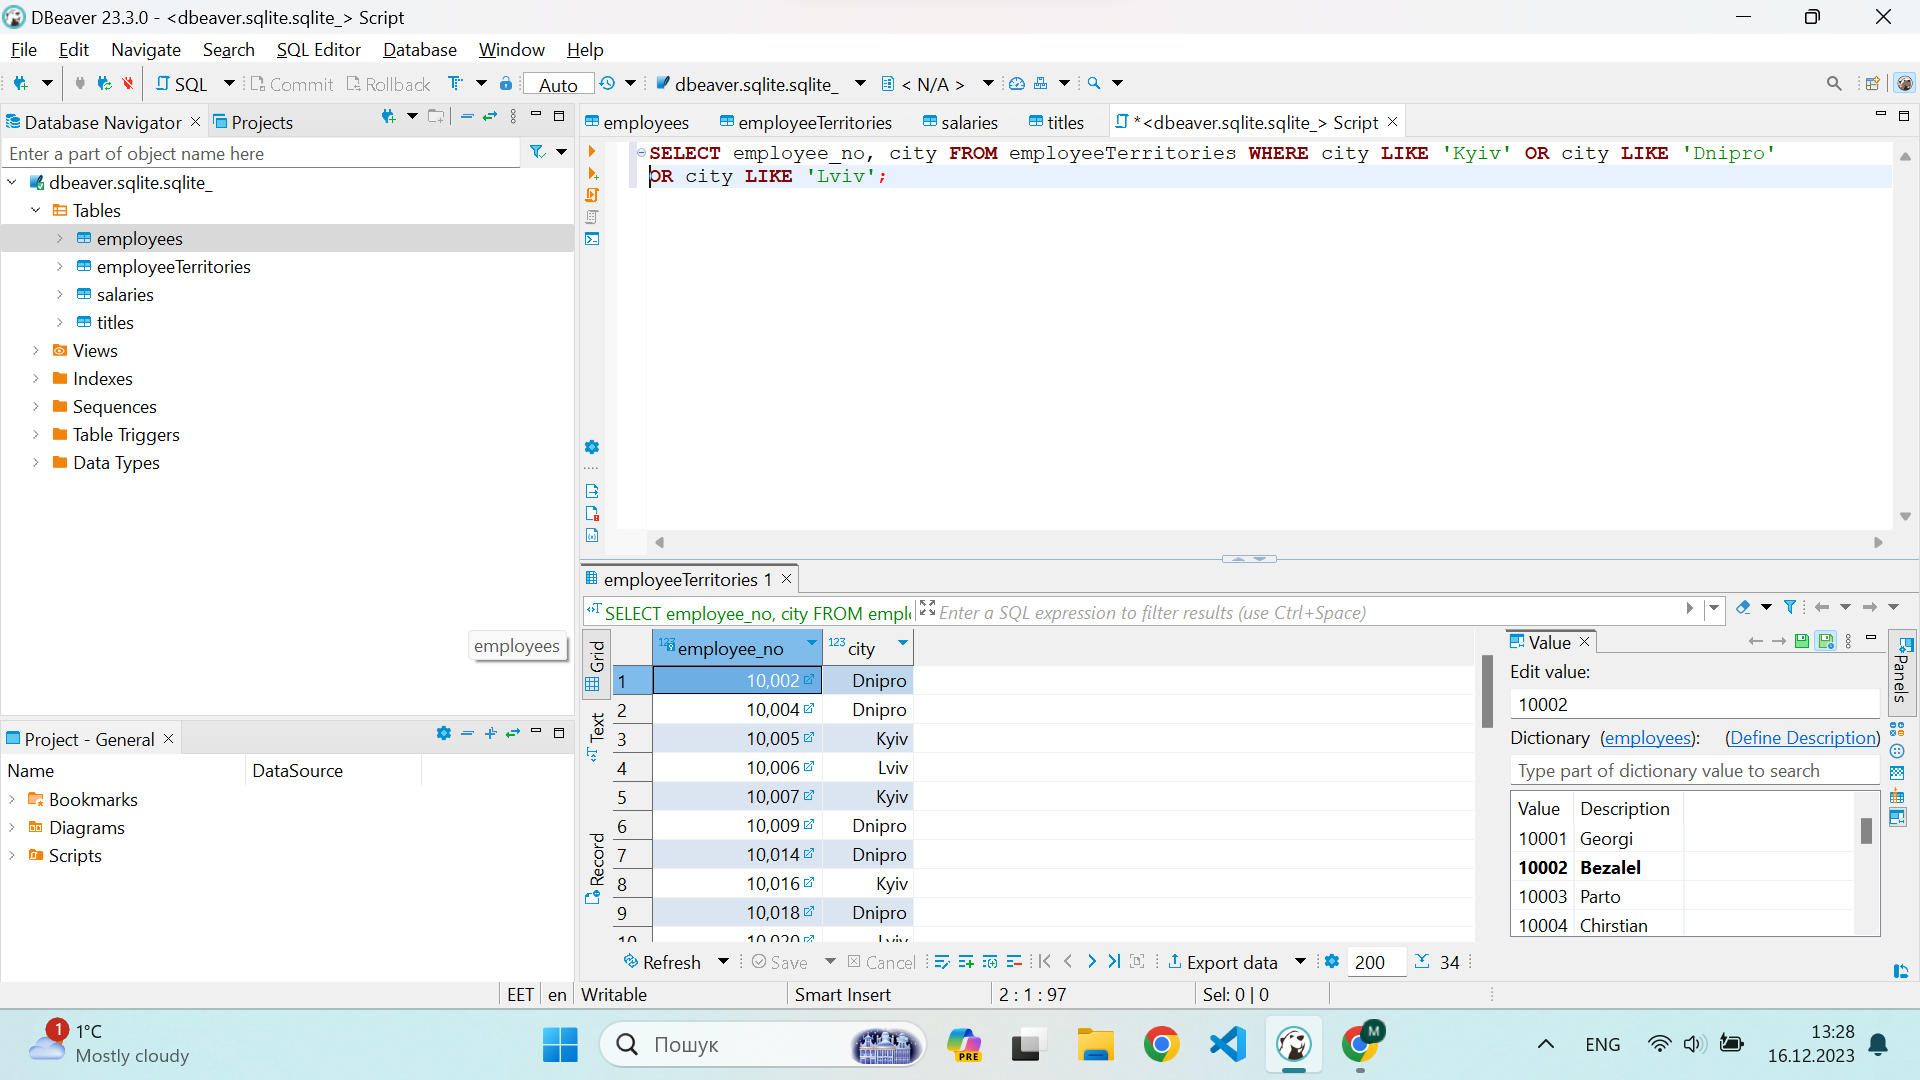 DBeaver 23.3.0 - <dbeaver.sqlite.sqlite_> Script
File Edit Navigate Search SQL Editor Database Window Help
SQL Commit Rollback Auto dbeaver.sqlite.sqlite_ < N/A >
Database Navigator Projects
employees employeeTerritories salaries titles *<dbeaver.sqlite.sqlite_> Script
Enter a part of object name here
dbeaver.sqlite.sqlite_
Tables
employees
employeeTerritories
salaries
titles
Views
Indexes
Sequences
Table Triggers
Data Types
employees
SELECT employee_no, city FROM employeeTerritories WHERE city LIKE 'Kyiv' OR city LIKE 'Dnipro'
OR city LIKE 'Lviv';
Project - General
Name DataSource
Bookmarks
Diagrams
Scripts
employeeTerritories 1
SELECT employee_no, city FROM empl Enter a SQL expression to filter results (use Ctrl+Space)
Grid
Text
Record
123 employee_no 123 city
1 10,002 Dnipro
2 10,004 Dnipro
3 10,005 Kyiv
4 10,006 Lviv
5 10,007 Kyiv
6 10,009 Dnipro
7 10,014 Dnipro
8 10,016 Kyiv
9 10,018 Dnipro
10 10,020 Lviv
Value
Panels
Edit value:
10002
Dictionary (employees): (Define Description)
Type part of dictionary value to search
Value Description
10001 Georgi
10002 Bezalel
10003 Parto
10004 Chirstian
Refresh Save Cancel Export data 200 34
EET en Writable Smart Insert 2 : 1 : 97 Sel: 0 | 0
1 1°C
Mostly cloudy
Пошук
PRE
M
ENG
13:28
16.12.2023